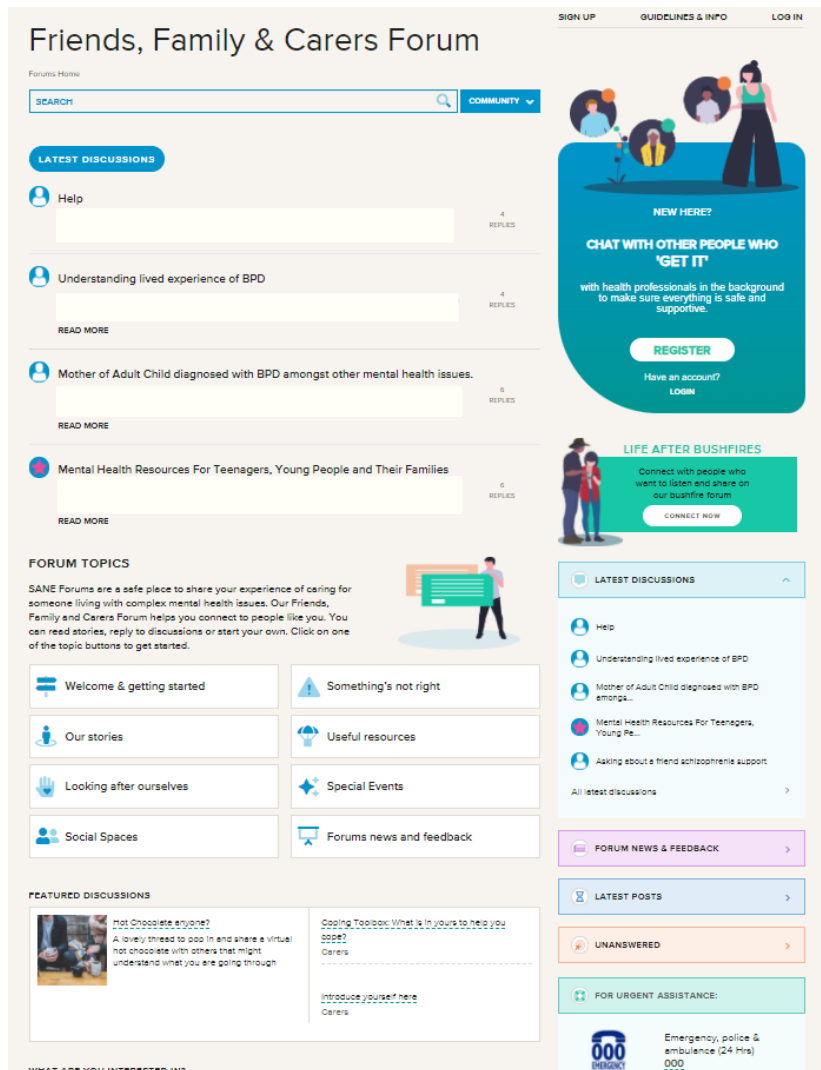 SIGN UP
GUIDELINES & INFO
LOG IN
Friends, Family & Carers Forum
Forums Home
SEARCH
COMMUNITY
LATEST DISCUSSIONS
Help
4
REPLIES
Understanding lived experience of BPD
4
REPLIES
READ MORE
Mother of Adult Child diagnosed with BPD amongst other mental health issues.
6
REPLIES
READ MORE
Mental Health Resources For Teenagers, Young People and Their Families
6
REPLIES
READ MORE
FORUM TOPICS
SANE Forums are a safe place to share your experience of caring for
someone living with complex mental health issues. Our Friends,
Family and Carers Forum helps you connect to people like you. You
can read stories, reply to discussions or start your own. Click on one
of the topic buttons to get started.
Welcome & getting started
Something's not right
Our stories
Useful resources
Looking after ourselves
Special Events
Social Spaces
Forums news and feedback
FEATURED DISCUSSIONS
Hot Chocolate anyone?
A lovely thread to pop in and share a virtual
hot chocolate with others that might
understand what you are going through
Coping Toolbox: What is in yours to help you
cope?
Carers
Introduce yourself here
Carers
WHAT ARE YOU INTERESTED IN?
NEW HERE?
CHAT WITH OTHER PEOPLE WHO
'GET IT'
with health professionals in the background
to make sure everything is safe and
supportive.
REGISTER
Have an account?
LOGIN
LIFE AFTER BUSHFIRES
Connect with people who
want to listen and share on
our bushfire forum
CONNECT NOW
LATEST DISCUSSIONS
Help
Understanding lived experience of BPD
Mother of Adult Child diagnosed with BPD
amongs...
Mental Health Resources For Teenagers,
Young Pe...
Asking about a friend schizophrenia support
All latest discussions
FORUM NEWS & FEEDBACK
LATEST POSTS
UNANSWERED
FOR URGENT ASSISTANCE:
000
EMERGENCY
Emergency, police &
ambulance (24 Hrs)
000